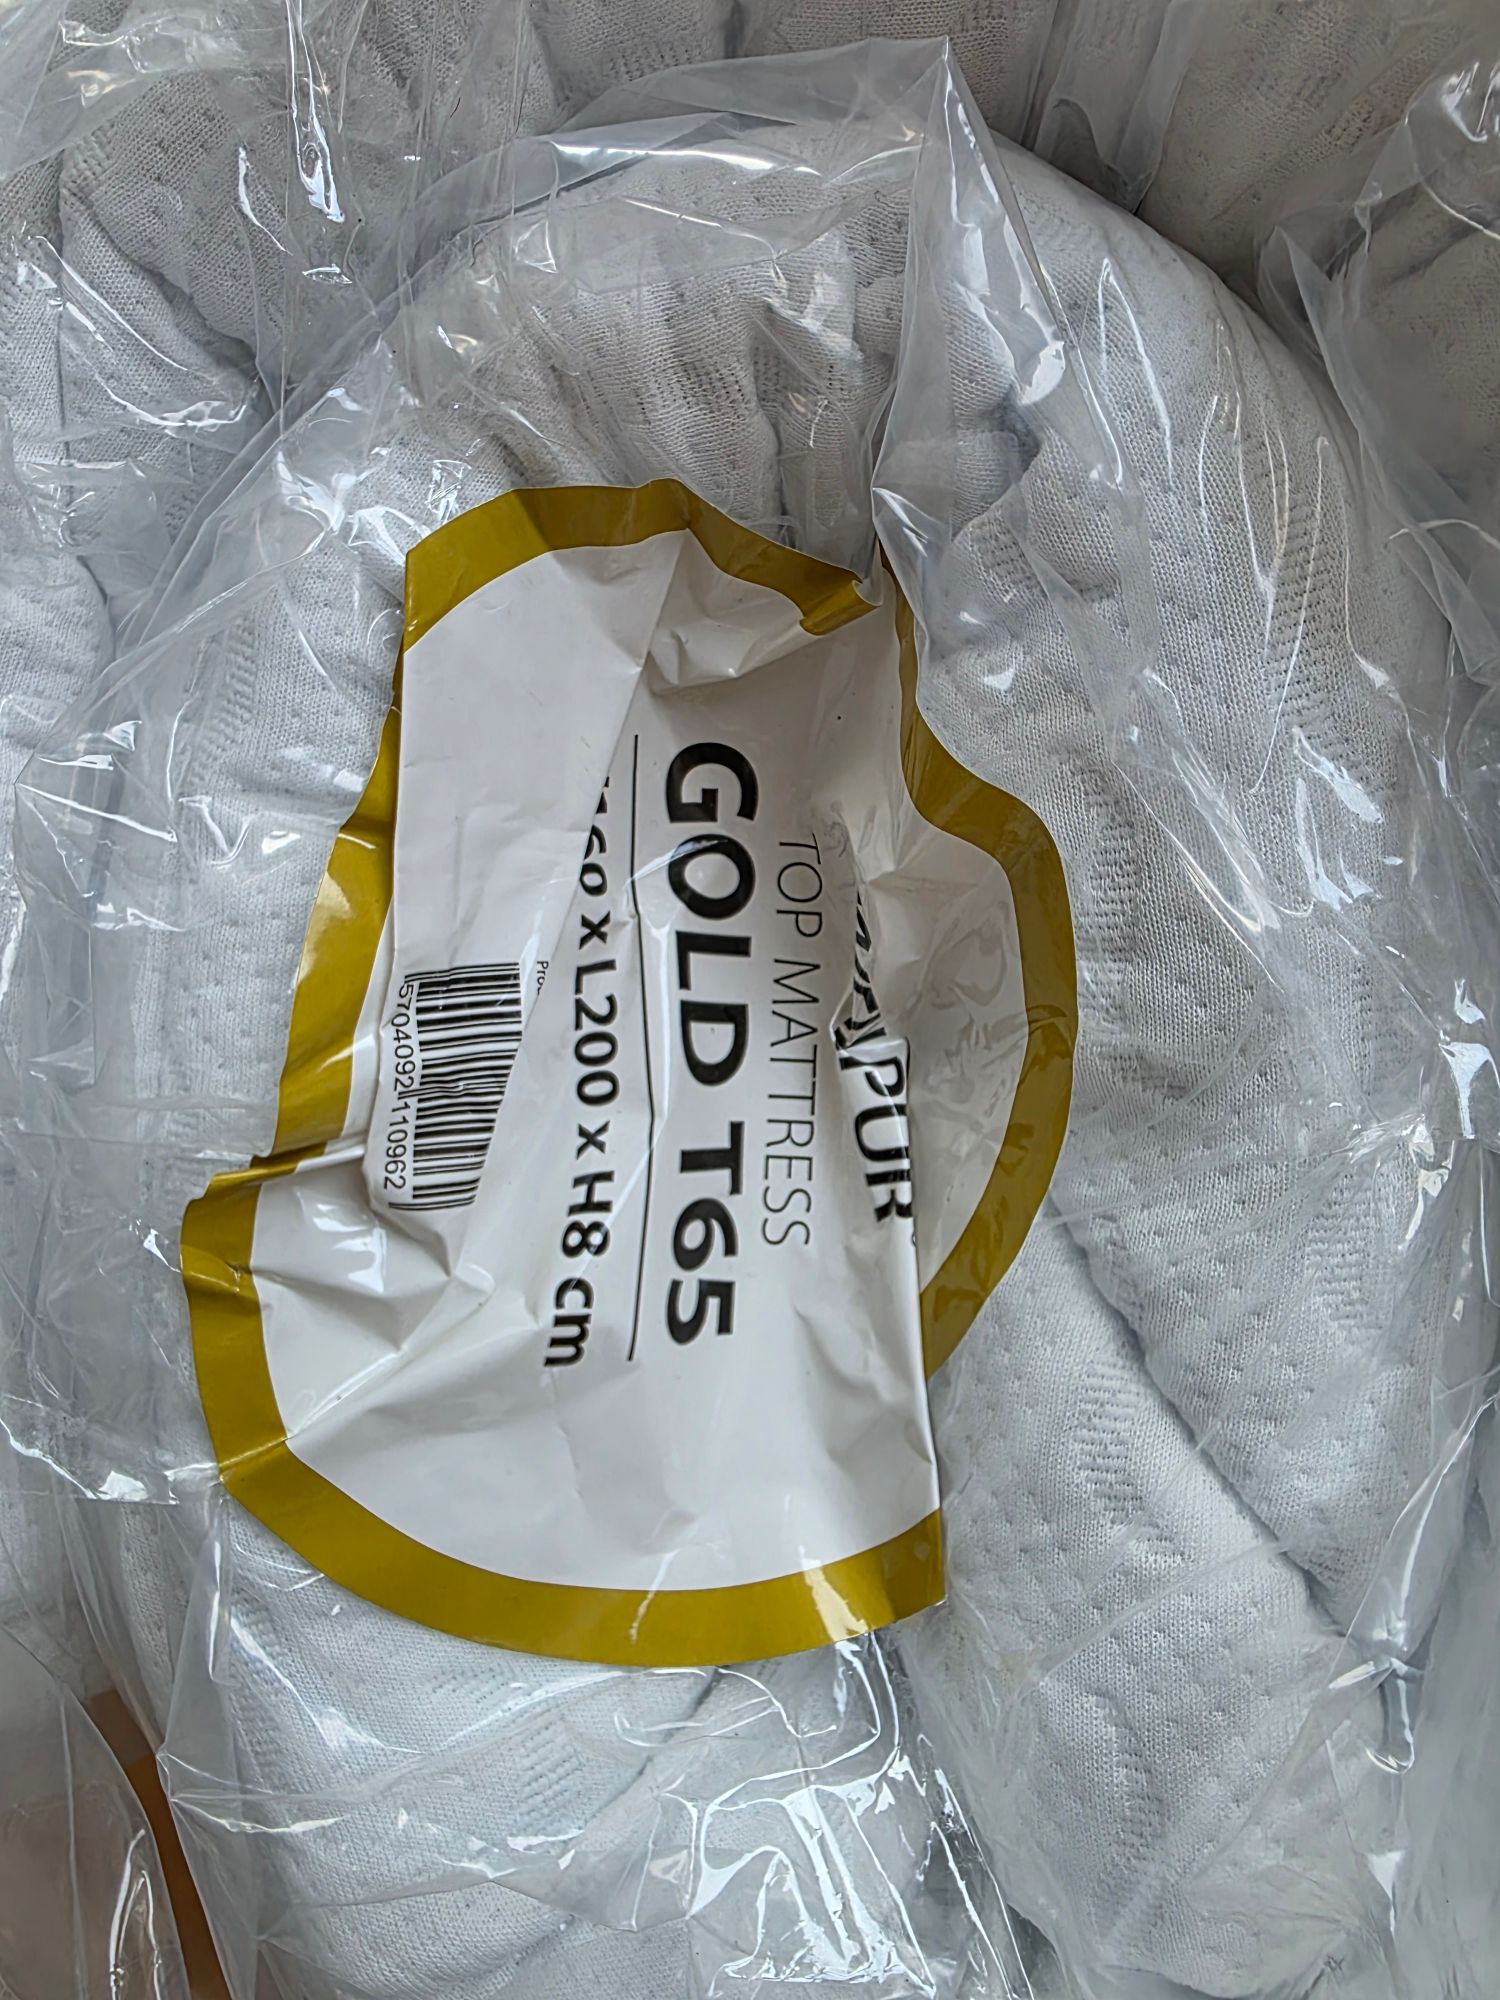 TOP MATTRESS
GOLD T65
x L200 x H8 cm
5704092110962